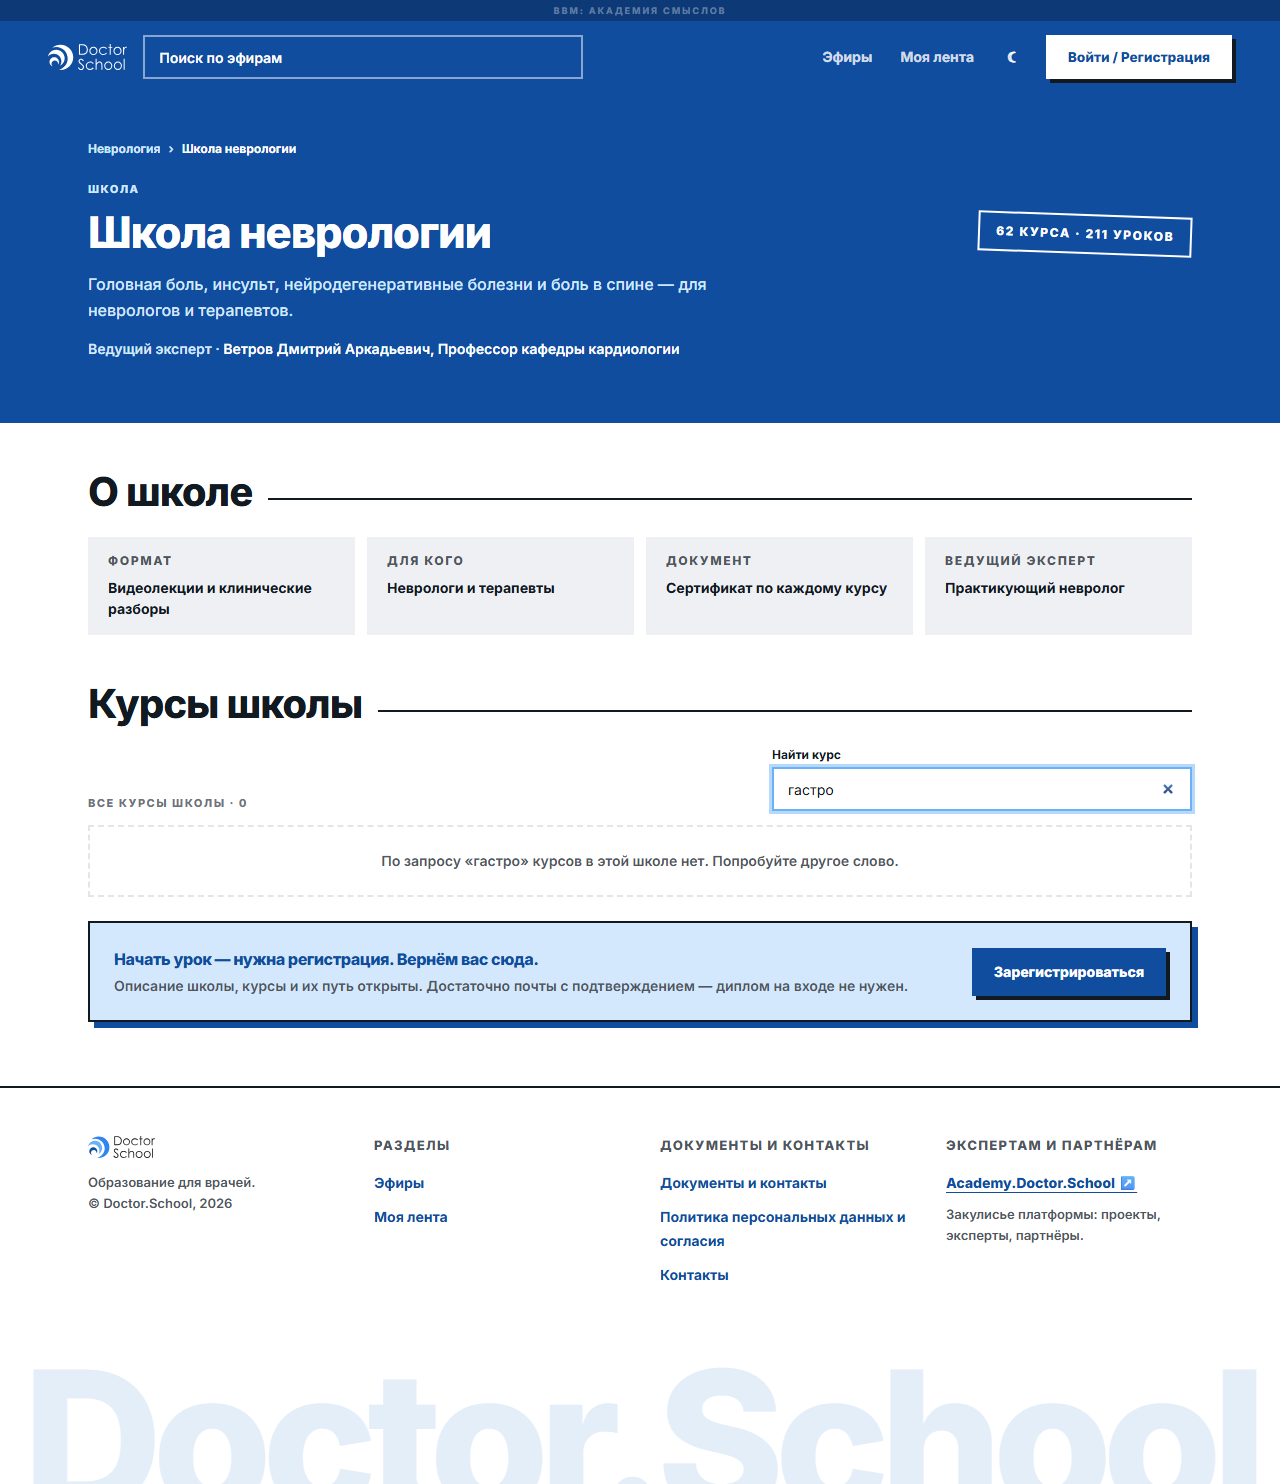 ВВМ: АКАДЕМИЯ СМЫСЛОВ
Doctor
School
Поиск по эфирам
Эфиры
Моя лента
Войти / Регистрация
Неврология › Школа неврологии
ШКОЛА
Школа неврологии
62 КУРСА · 211 УРОКОВ
Головная боль, инсульт, нейродегенеративные болезни и боль в спине — для
неврологов и терапевтов.
Ведущий эксперт · Ветров Дмитрий Аркадьевич, Профессор кафедры кардиологии
О школе
ФОРМАТ
Видеолекции и клинические
разборы
ДЛЯ КОГО
Неврологи и терапевты
ДОКУМЕНТ
Сертификат по каждому курсу
ВЕДУЩИЙ ЭКСПЕРТ
Практикующий невролог
Курсы школы
Найти курс
гастро
ВСЕ КУРСЫ ШКОЛЫ · 0
По запросу «гастро» курсов в этой школе нет. Попробуйте другое слово.
Начать урок — нужна регистрация. Вернём вас сюда.
Описание школы, курсы и их путь открыты. Достаточно почты с подтверждением — диплом на входе не нужен.
Зарегистрироваться
Doctor
School
Образование для врачей.
© Doctor.School, 2026
РАЗДЕЛЫ
Эфиры
Моя лента
ДОКУМЕНТЫ И КОНТАКТЫ
Документы и контакты
Политика персональных данных и
согласия
Контакты
ЭКСПЕРТАМ И ПАРТНЁРАМ
Academy.Doctor.School ↗
Закулисье платформы: проекты,
эксперты, партнёры.
Doctor.School